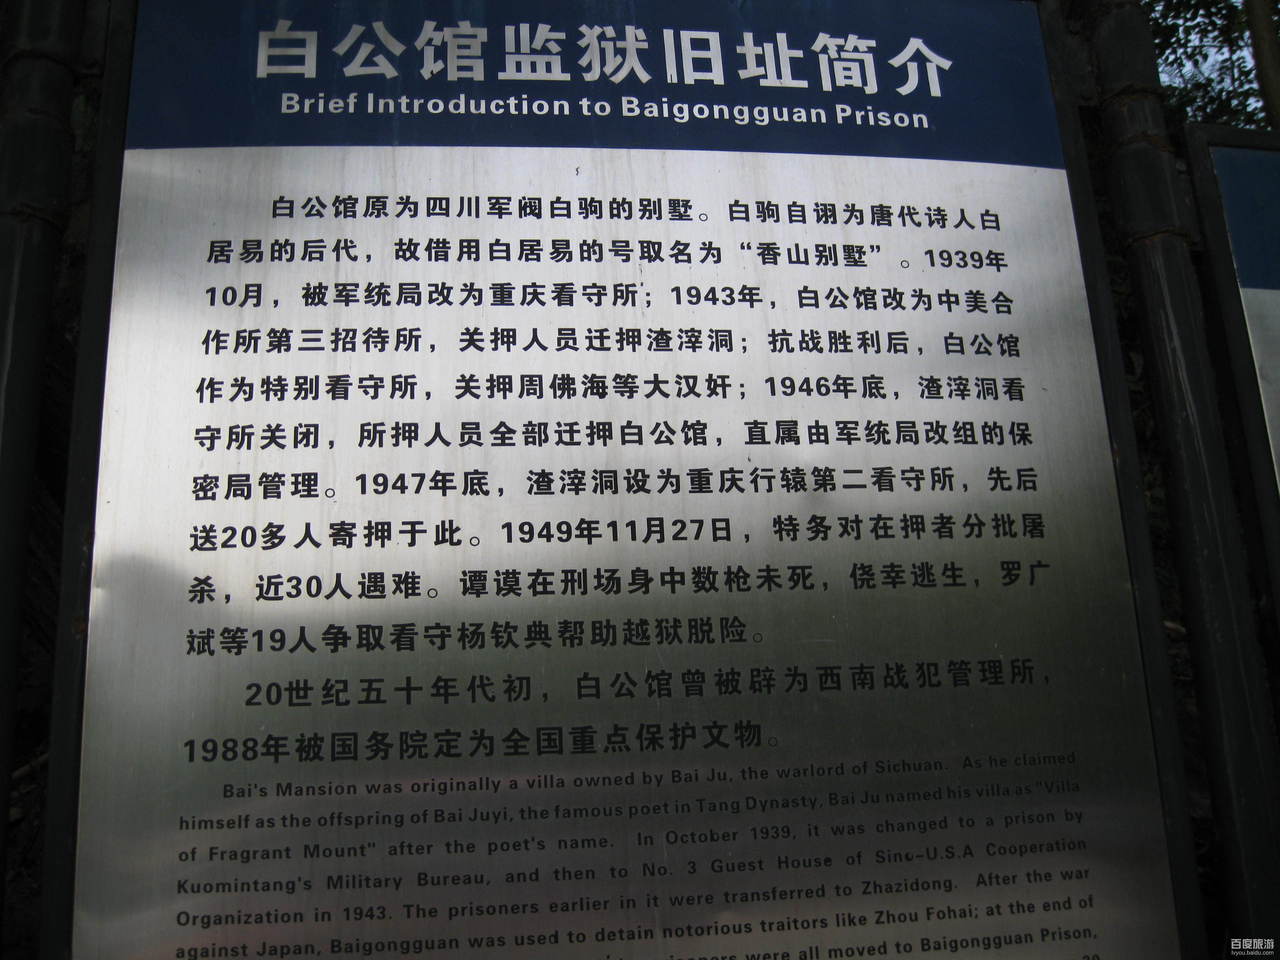 白公馆监狱旧址简介
Brief Introduction to Baigongguan Prison
白公馆原为四川军阀白驹的别墅。白驹自诩为唐代诗人白
居易的后代，故借用白居易的号取名为“香山别墅”。1939年
10月，被军统局改为重庆看守所；1943年，白公馆改为中美合
作所第三招待所，关押人员迁押渣滓洞；抗战胜利后，白公馆
作为特别看守所，关押周佛海等大汉奸；1946年底，渣滓洞看
守所关闭，所押人员全部迁押白公馆，直属由军统局改组的保
密局管理。1947年底，渣滓洞设为重庆行辕第二看守所，先后
送20多人寄押于此。1949年11月27日，特务对在押者分批屠
杀，近30人遇难。谭谟在刑场身中数枪未死，侥幸逃生，罗广
斌等19人争取看守杨钦典帮助越狱脱险。
20世纪五十年代初，白公馆曾被辟为西南战犯管理所，
1988年被国务院定为全国重点保护文物。
Bai's Mansion was originally a villa owned by Bai Ju, the warlord of Sichuan. As he claimed
himself as the offspring of Bai Juyi, the famous poet in Tang Dynasty, Bai Ju named his villa as "Villa
of Fragrant Mount" after the poet's name. In October 1939, it was changed to a prison by
Kuomintang's Military Bureau, and then to No. 3 Guest House of Sino-U.S.A Cooperation
Organization in 1943. The prisoners earlier in it were transferred to Zhazidong. After the war
against Japan, Baigongguan was used to detain notorious traitors like Zhou Fohai; at the end of
were all moved to Baigongguan Prison,
百度旅游
lvyou.baidu.com